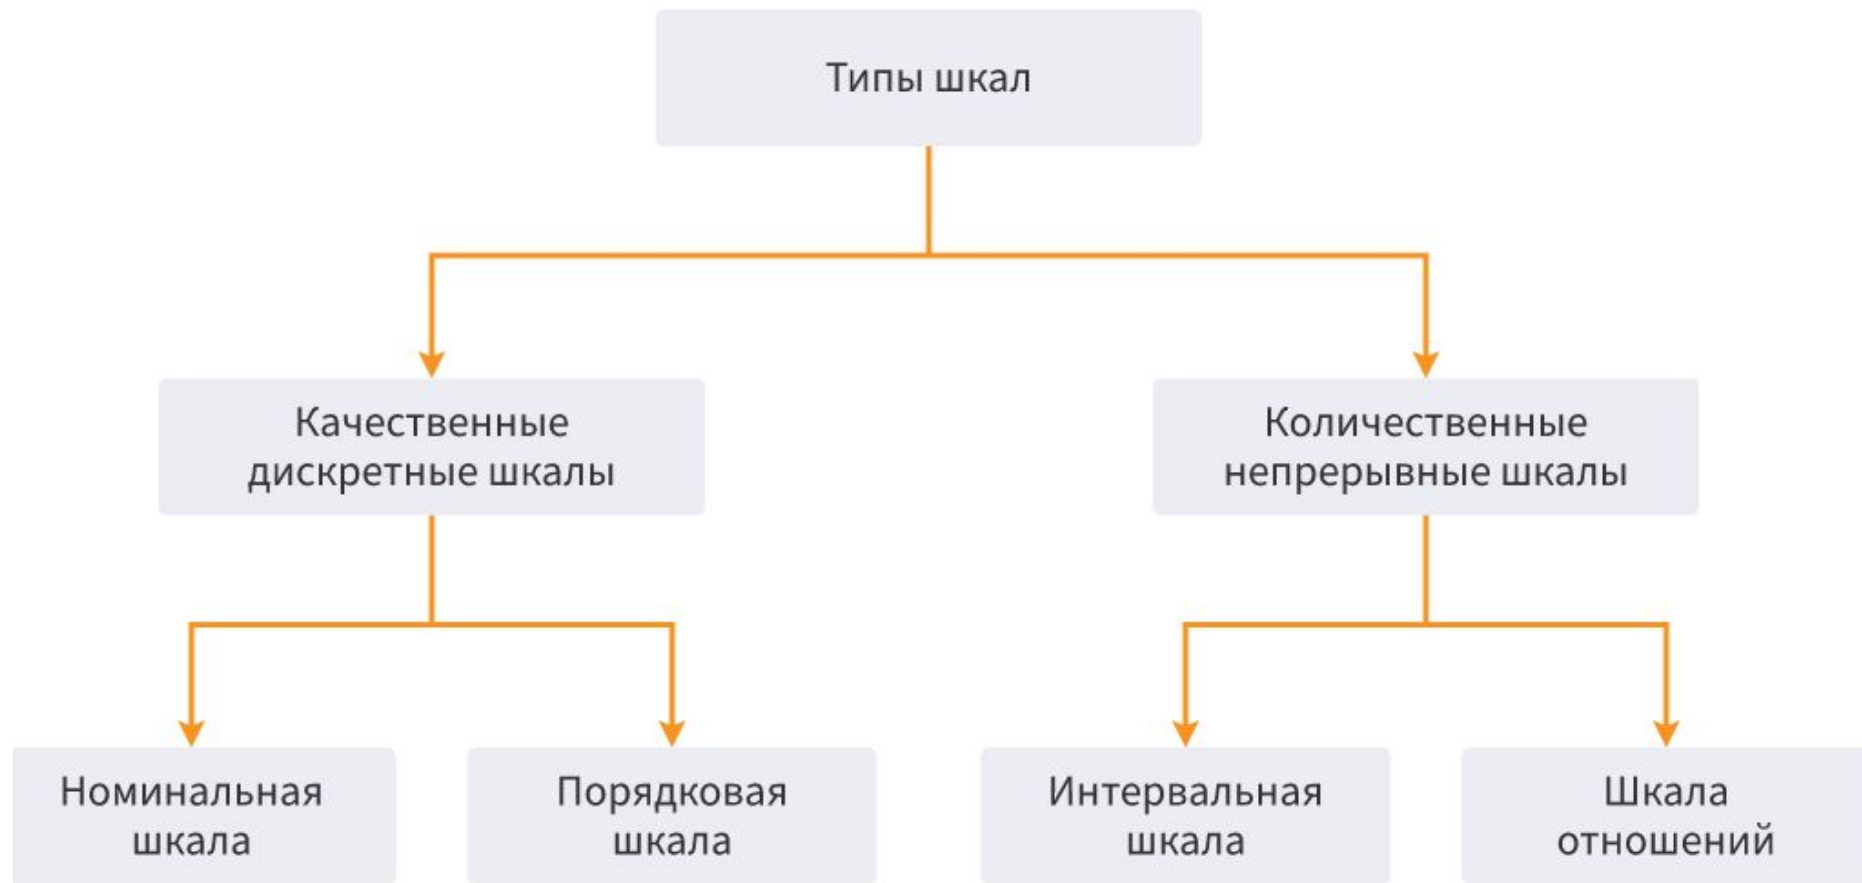 Типы шкал
Качественные
дискретные шкалы
Количественные
непрерывные шкалы
Номинальная
шкала
Порядковая
шкала
Интервальная
шкала
Шкала
отношений